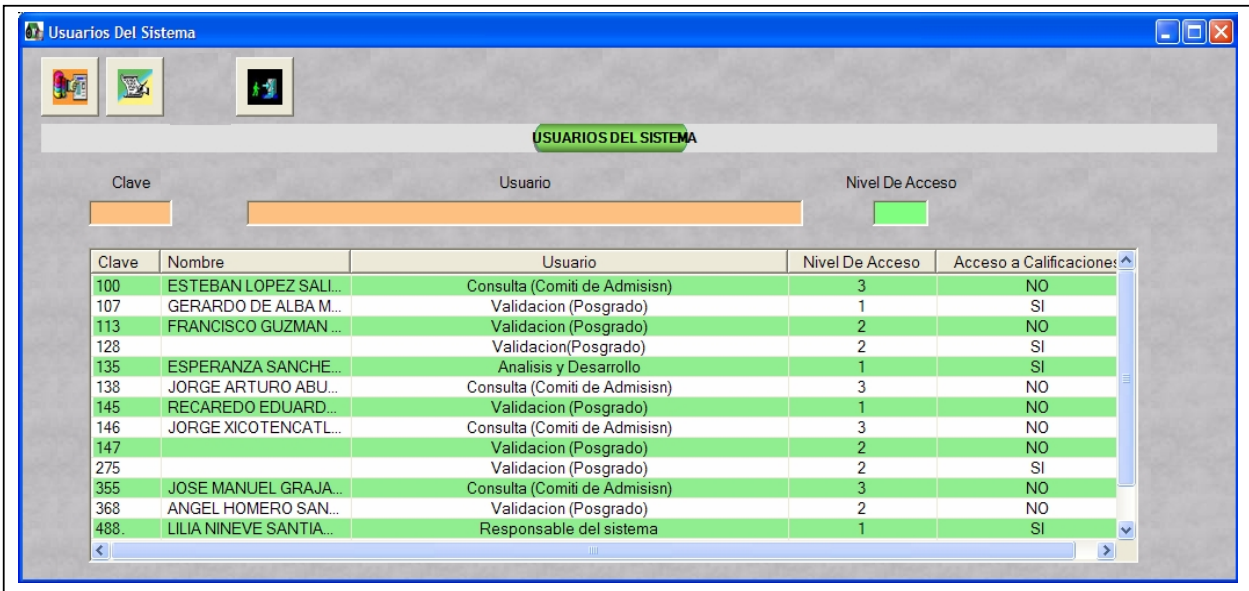 Usuarios Del Sistema
USUARIOS DEL SISTEMA
Clave Usuario Nivel De Acceso
Clave Nombre Usuario Nivel De Acceso Acceso a Calificaciones
100 ESTEBAN LOPEZ SALI... Consulta (Comiti de Admisisn) 3 NO
107 GERARDO DE ALBA M... Validacion (Posgrado) 1 SI
113 FRANCISCO GUZMAN ... Validacion (Posgrado) 2 NO
128 Validacion(Posgrado) 2 SI
135 ESPERANZA SANCHE... Analisis y Desarrollo 1 SI
138 JORGE ARTURO ABU... Consulta (Comiti de Admisisn) 3 NO
145 RECAREDO EDUARD... Validacion (Posgrado) 1 NO
146 JORGE XICOTENCATL... Consulta (Comiti de Admisisn) 3 NO
147 Validacion (Posgrado) 2 NO
275 Validacion (Posgrado) 2 SI
355 JOSE MANUEL GRAJA... Consulta (Comiti de Admisisn) 3 NO
368 ANGEL HOMERO SAN... Validacion (Posgrado) 2 NO
488. LILIA NINEVE SANTIA... Responsable del sistema 1 SI